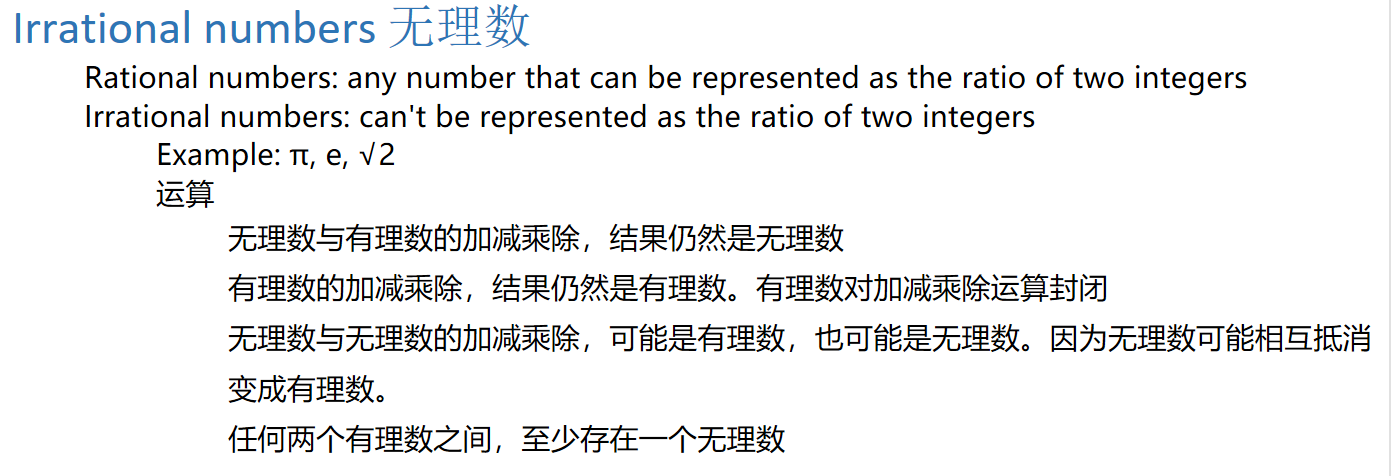 Irrational numbers 无理数
Rational numbers: any number that can be represented as the ratio of two integers
Irrational numbers: can't be represented as the ratio of two integers
Example: π, e, √2
运算
无理数与有理数的加减乘除，结果仍然是无理数
有理数的加减乘除，结果仍然是有理数。有理数对加减乘除运算封闭
无理数与无理数的加减乘除，可能是有理数，也可能是无理数。因为无理数可能相互抵消
变成有理数。
任何两个有理数之间，至少存在一个无理数